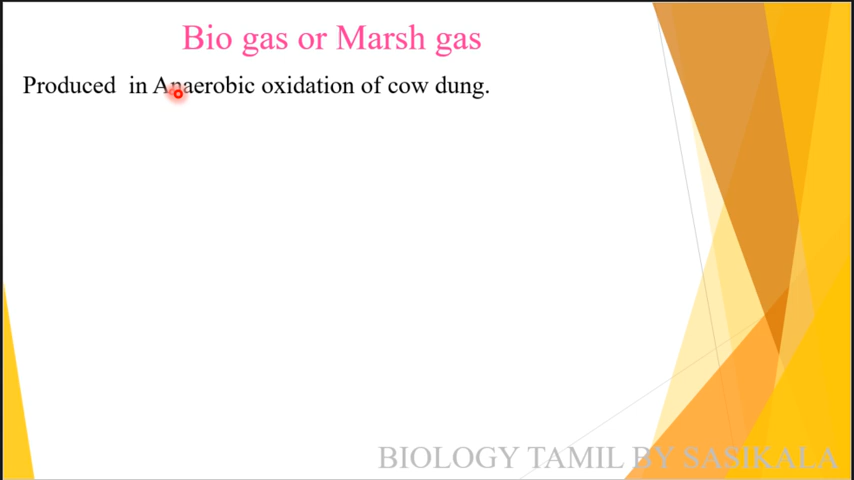 Bio gas or Marsh gas
Produced in Anaerobic oxidation of cow dung.
BIOLOGY TAMIL BY SASIKALA